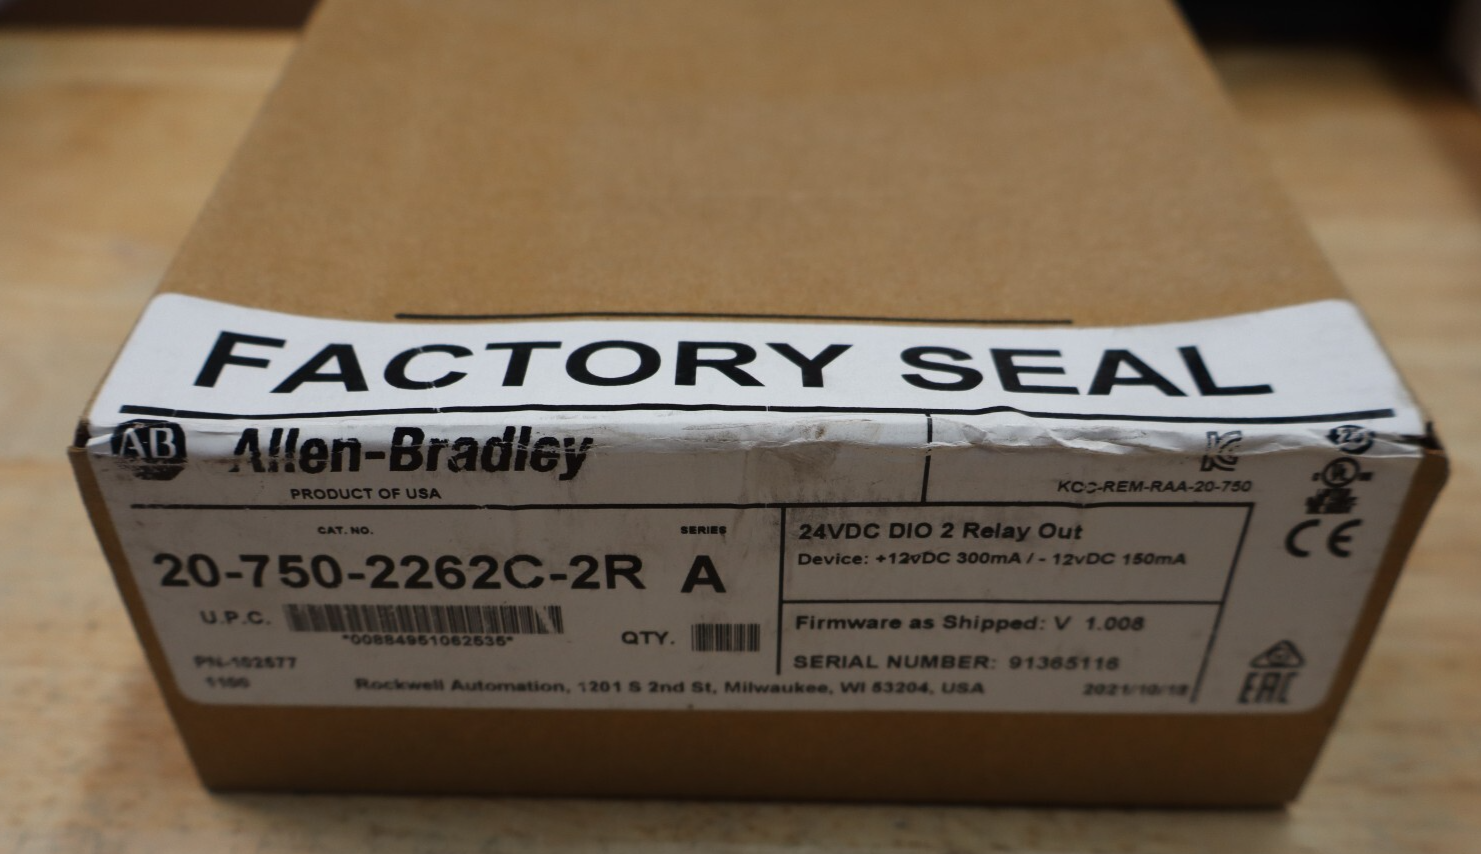 FACTORY SEAL
AB Allen-Bradley
PRODUCT OF USA
KCC-REM-RAA-20-750
CAT. NO.
SERIES
20-750-2262C-2R A
24VDC DIO 2 Relay Out
Device: +12vDC 300mA / - 12vDC 150mA
U.P.C.
*00884951062535*
QTY.
Firmware as Shipped: V 1.008
SERIAL NUMBER: 91365116
PN-102577
Rockwell Automation, 1201 S 2nd St, Milwaukee, WI 53204, USA
2021/10/18
CE
EAC